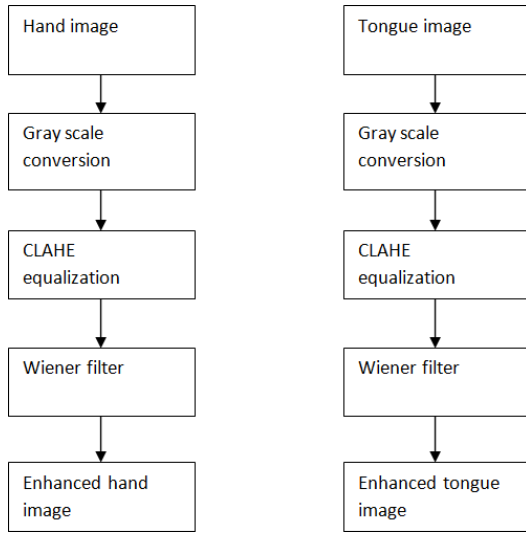 Hand image
Gray scale
conversion
CLAHE
equalization
Wiener filter
Enhanced hand
image
Tongue image
Gray scale
conversion
CLAHE
equalization
Wiener filter
Enhanced tongue
image